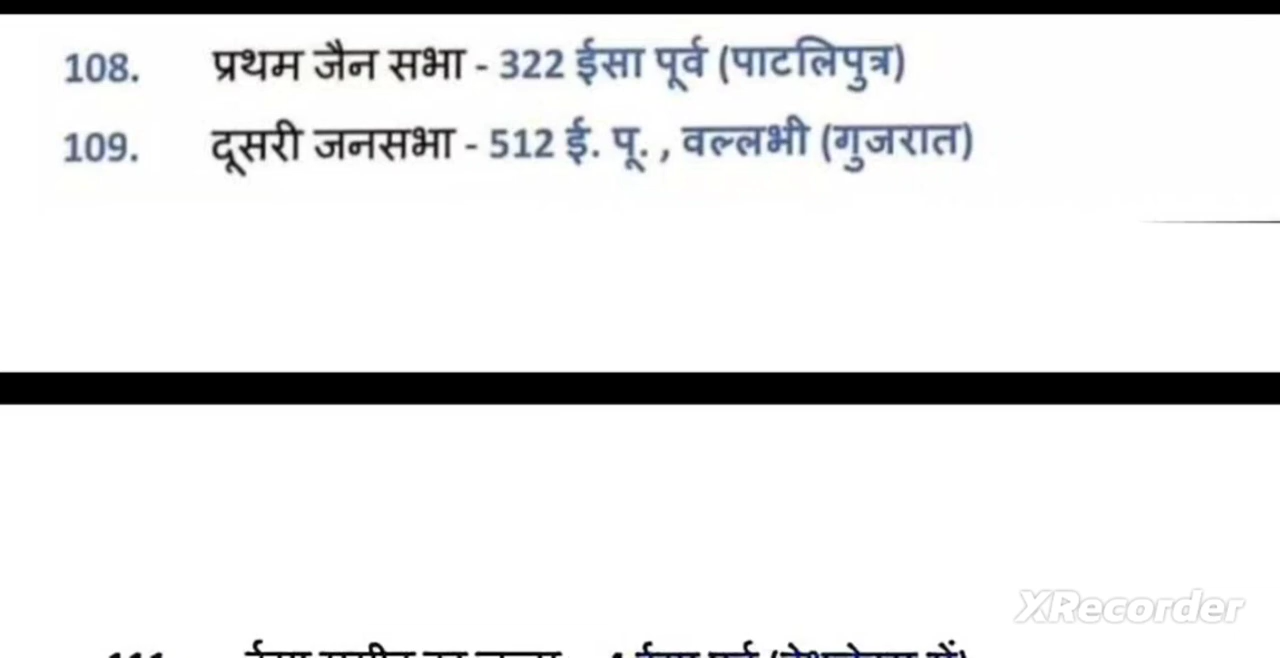 108. प्रथम जैन सभा - 322 ईसा पूर्व (पाटलिपुत्र)
109. दूसरी जनसभा - 512 ई. पू. , वल्लभी (गुजरात)
XRecorder